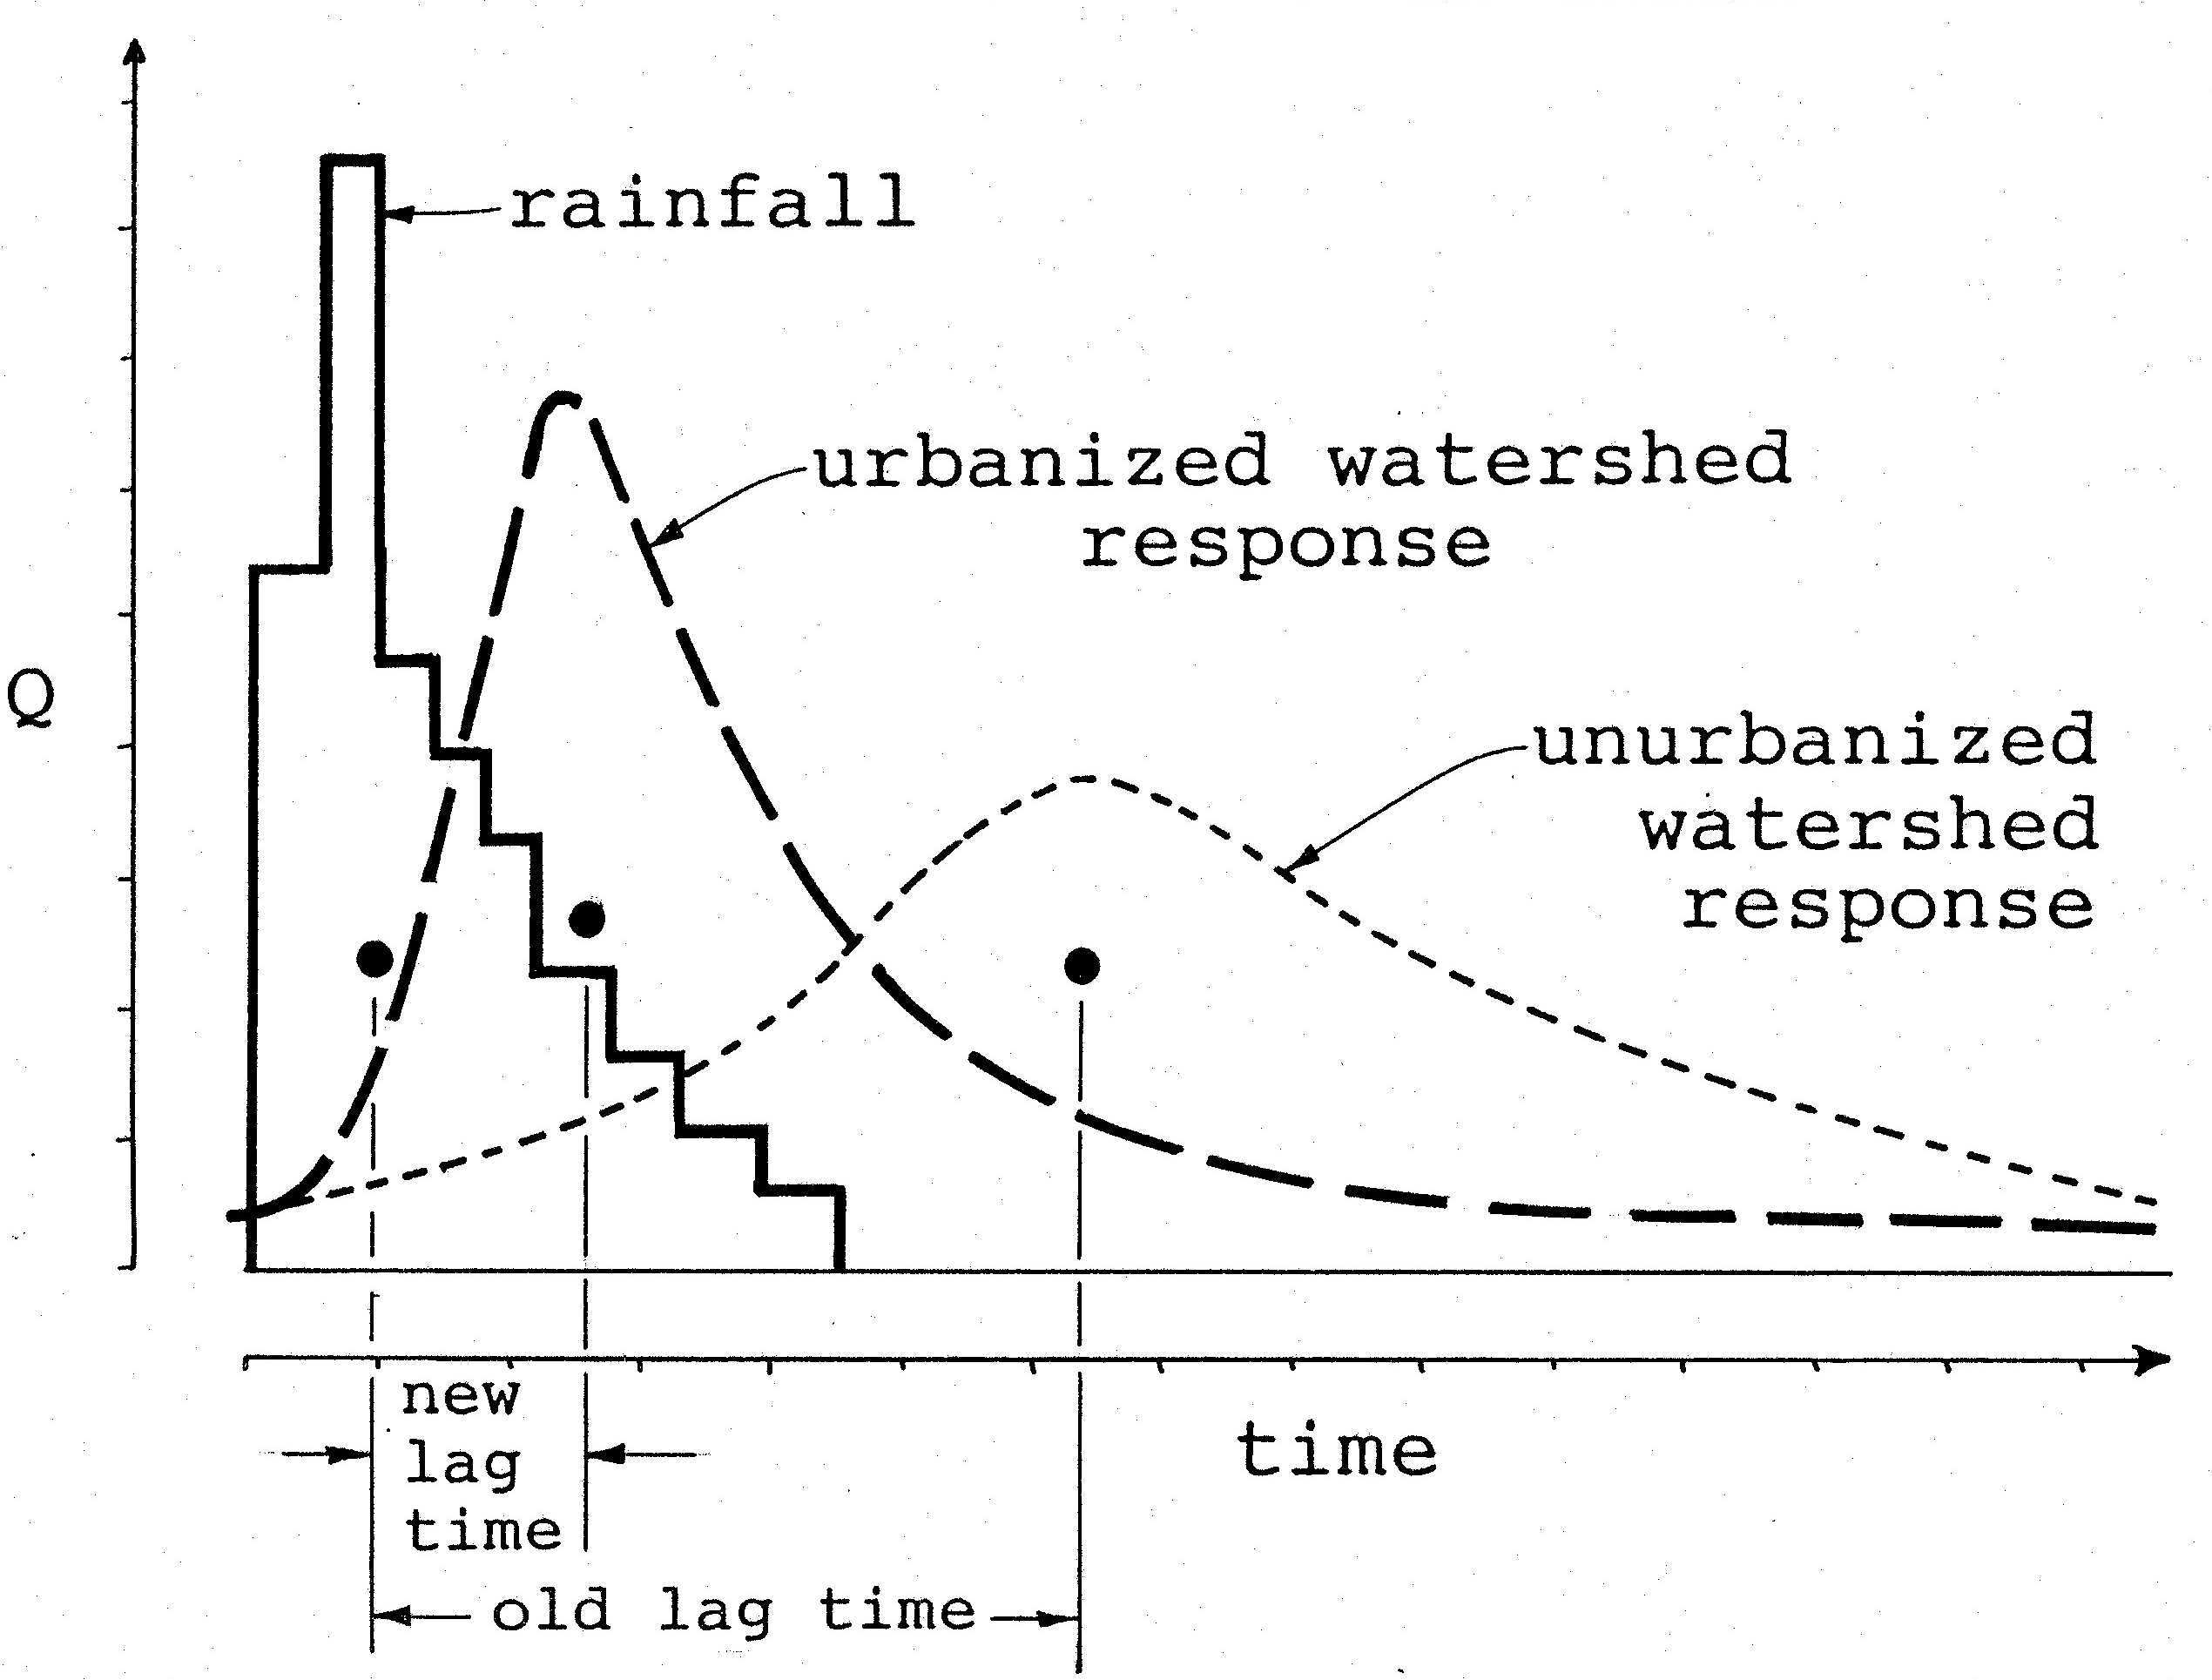 rainfall
urbanized watershed
response
Q
unurbanized
watershed
response
new
lag
time
time
old lag time